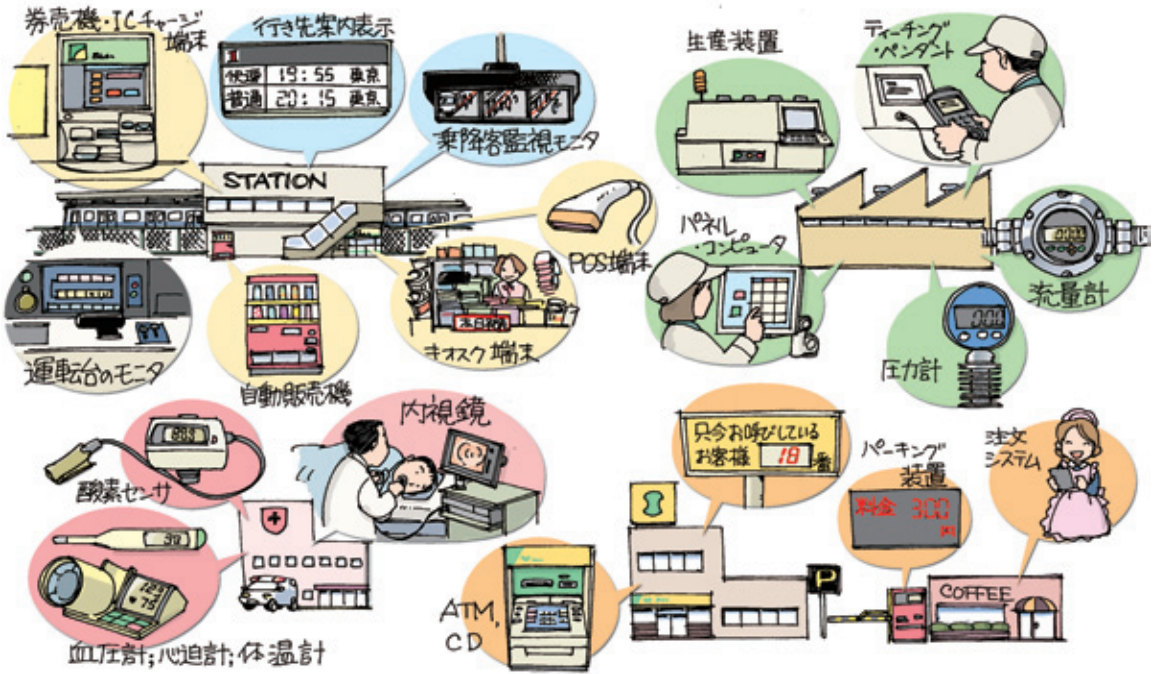 券売機・ICチャージ
端末
行き先案内表示
1
快速 19:55 東京
普通 20:15 東京
乗降客監視モニタ
STATION
POS端末
本日発売
キオスク端末
運転台のモニタ
自動販売機
生産装置
ティーチング
・ペンダント
パネル
・コンピュータ
流量計
000
圧力計
酸素センサ
内視鏡
血圧計;心迫計;体温計
只今お呼びしている
お客様 18 番
パーキング
装置
料金 300
円
注文
システム
ATM,
CD
P
COFFEE